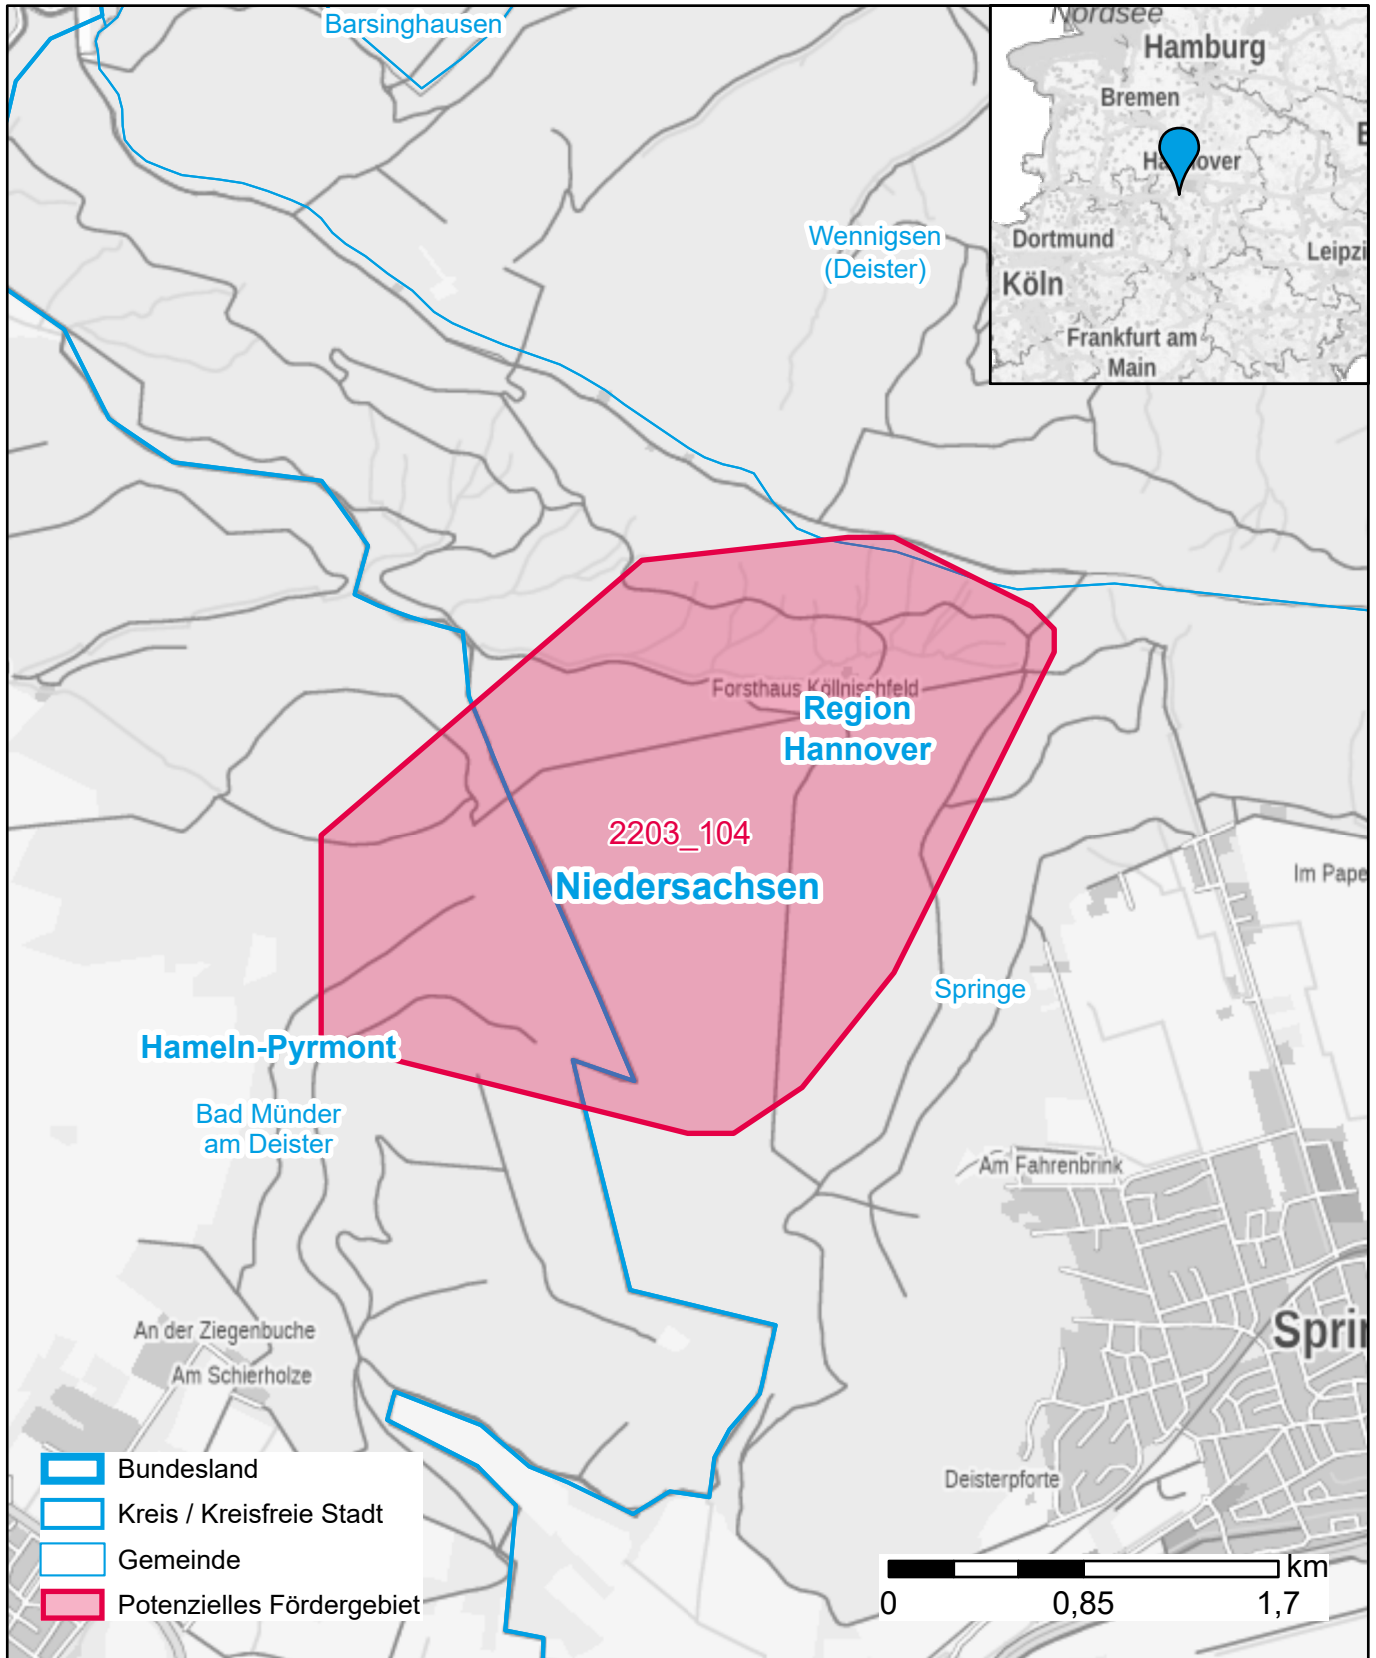 Barsinghausen
Nordsee
Hamburg
Bremen
Hannover
Dortmund
Leipzi
Köln
Frankfurt am
Main
Wennigsen
(Deister)
Forsthaus Köllnischfeld
Region
Hannover
2203_104
Niedersachsen
Im Pape
Springe
Hameln-Pyrmont
Bad Münder
am Deister
Am Fahrenbrink
An der Ziegenbuche
Am Schierholze
Sprin
Deisterpforte
Bundesland
Kreis / Kreisfreie Stadt
Gemeinde
Potenzielles Fördergebiet
km
0 0,85 1,7